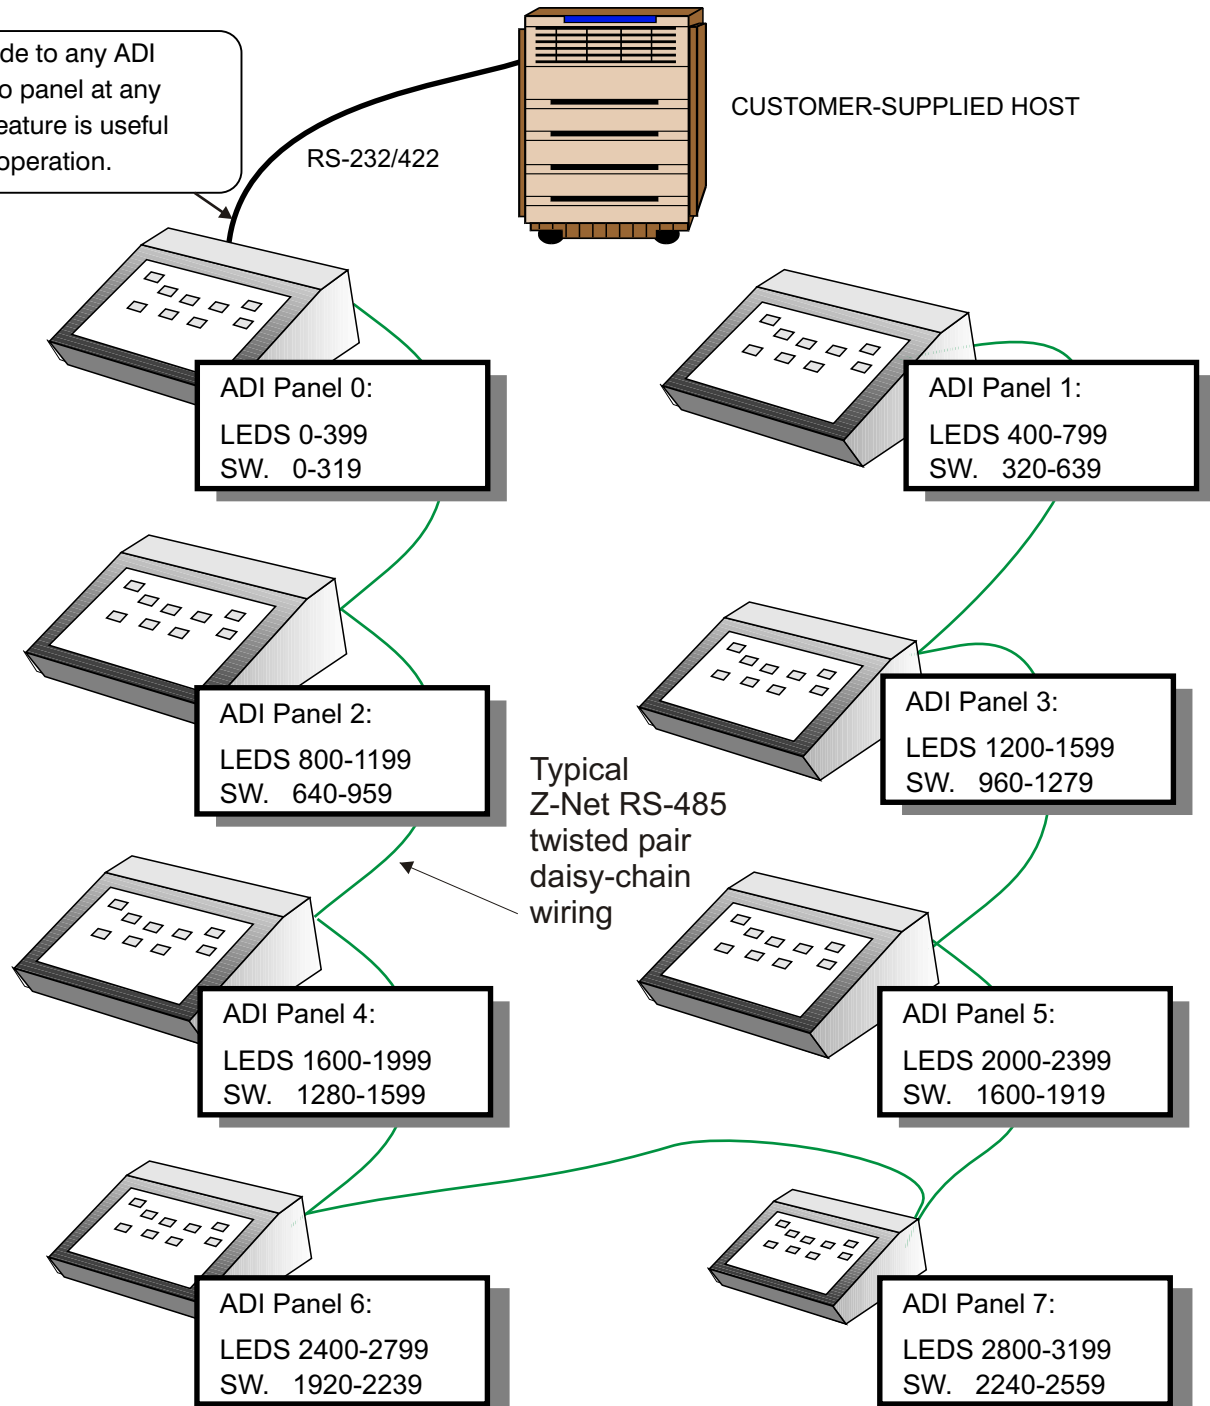 de to any ADI
o panel at any
eature is useful
operation.
RS-232/422
CUSTOMER-SUPPLIED HOST
ADI Panel 0:
LEDS 0-399
SW. 0-319
ADI Panel 1:
LEDS 400-799
SW. 320-639
ADI Panel 2:
LEDS 800-1199
SW. 640-959
ADI Panel 3:
LEDS 1200-1599
SW. 960-1279
Typical
Z-Net RS-485
twisted pair
daisy-chain
wiring
ADI Panel 4:
LEDS 1600-1999
SW. 1280-1599
ADI Panel 5:
LEDS 2000-2399
SW. 1600-1919
ADI Panel 6:
LEDS 2400-2799
SW. 1920-2239
ADI Panel 7:
LEDS 2800-3199
SW. 2240-2559